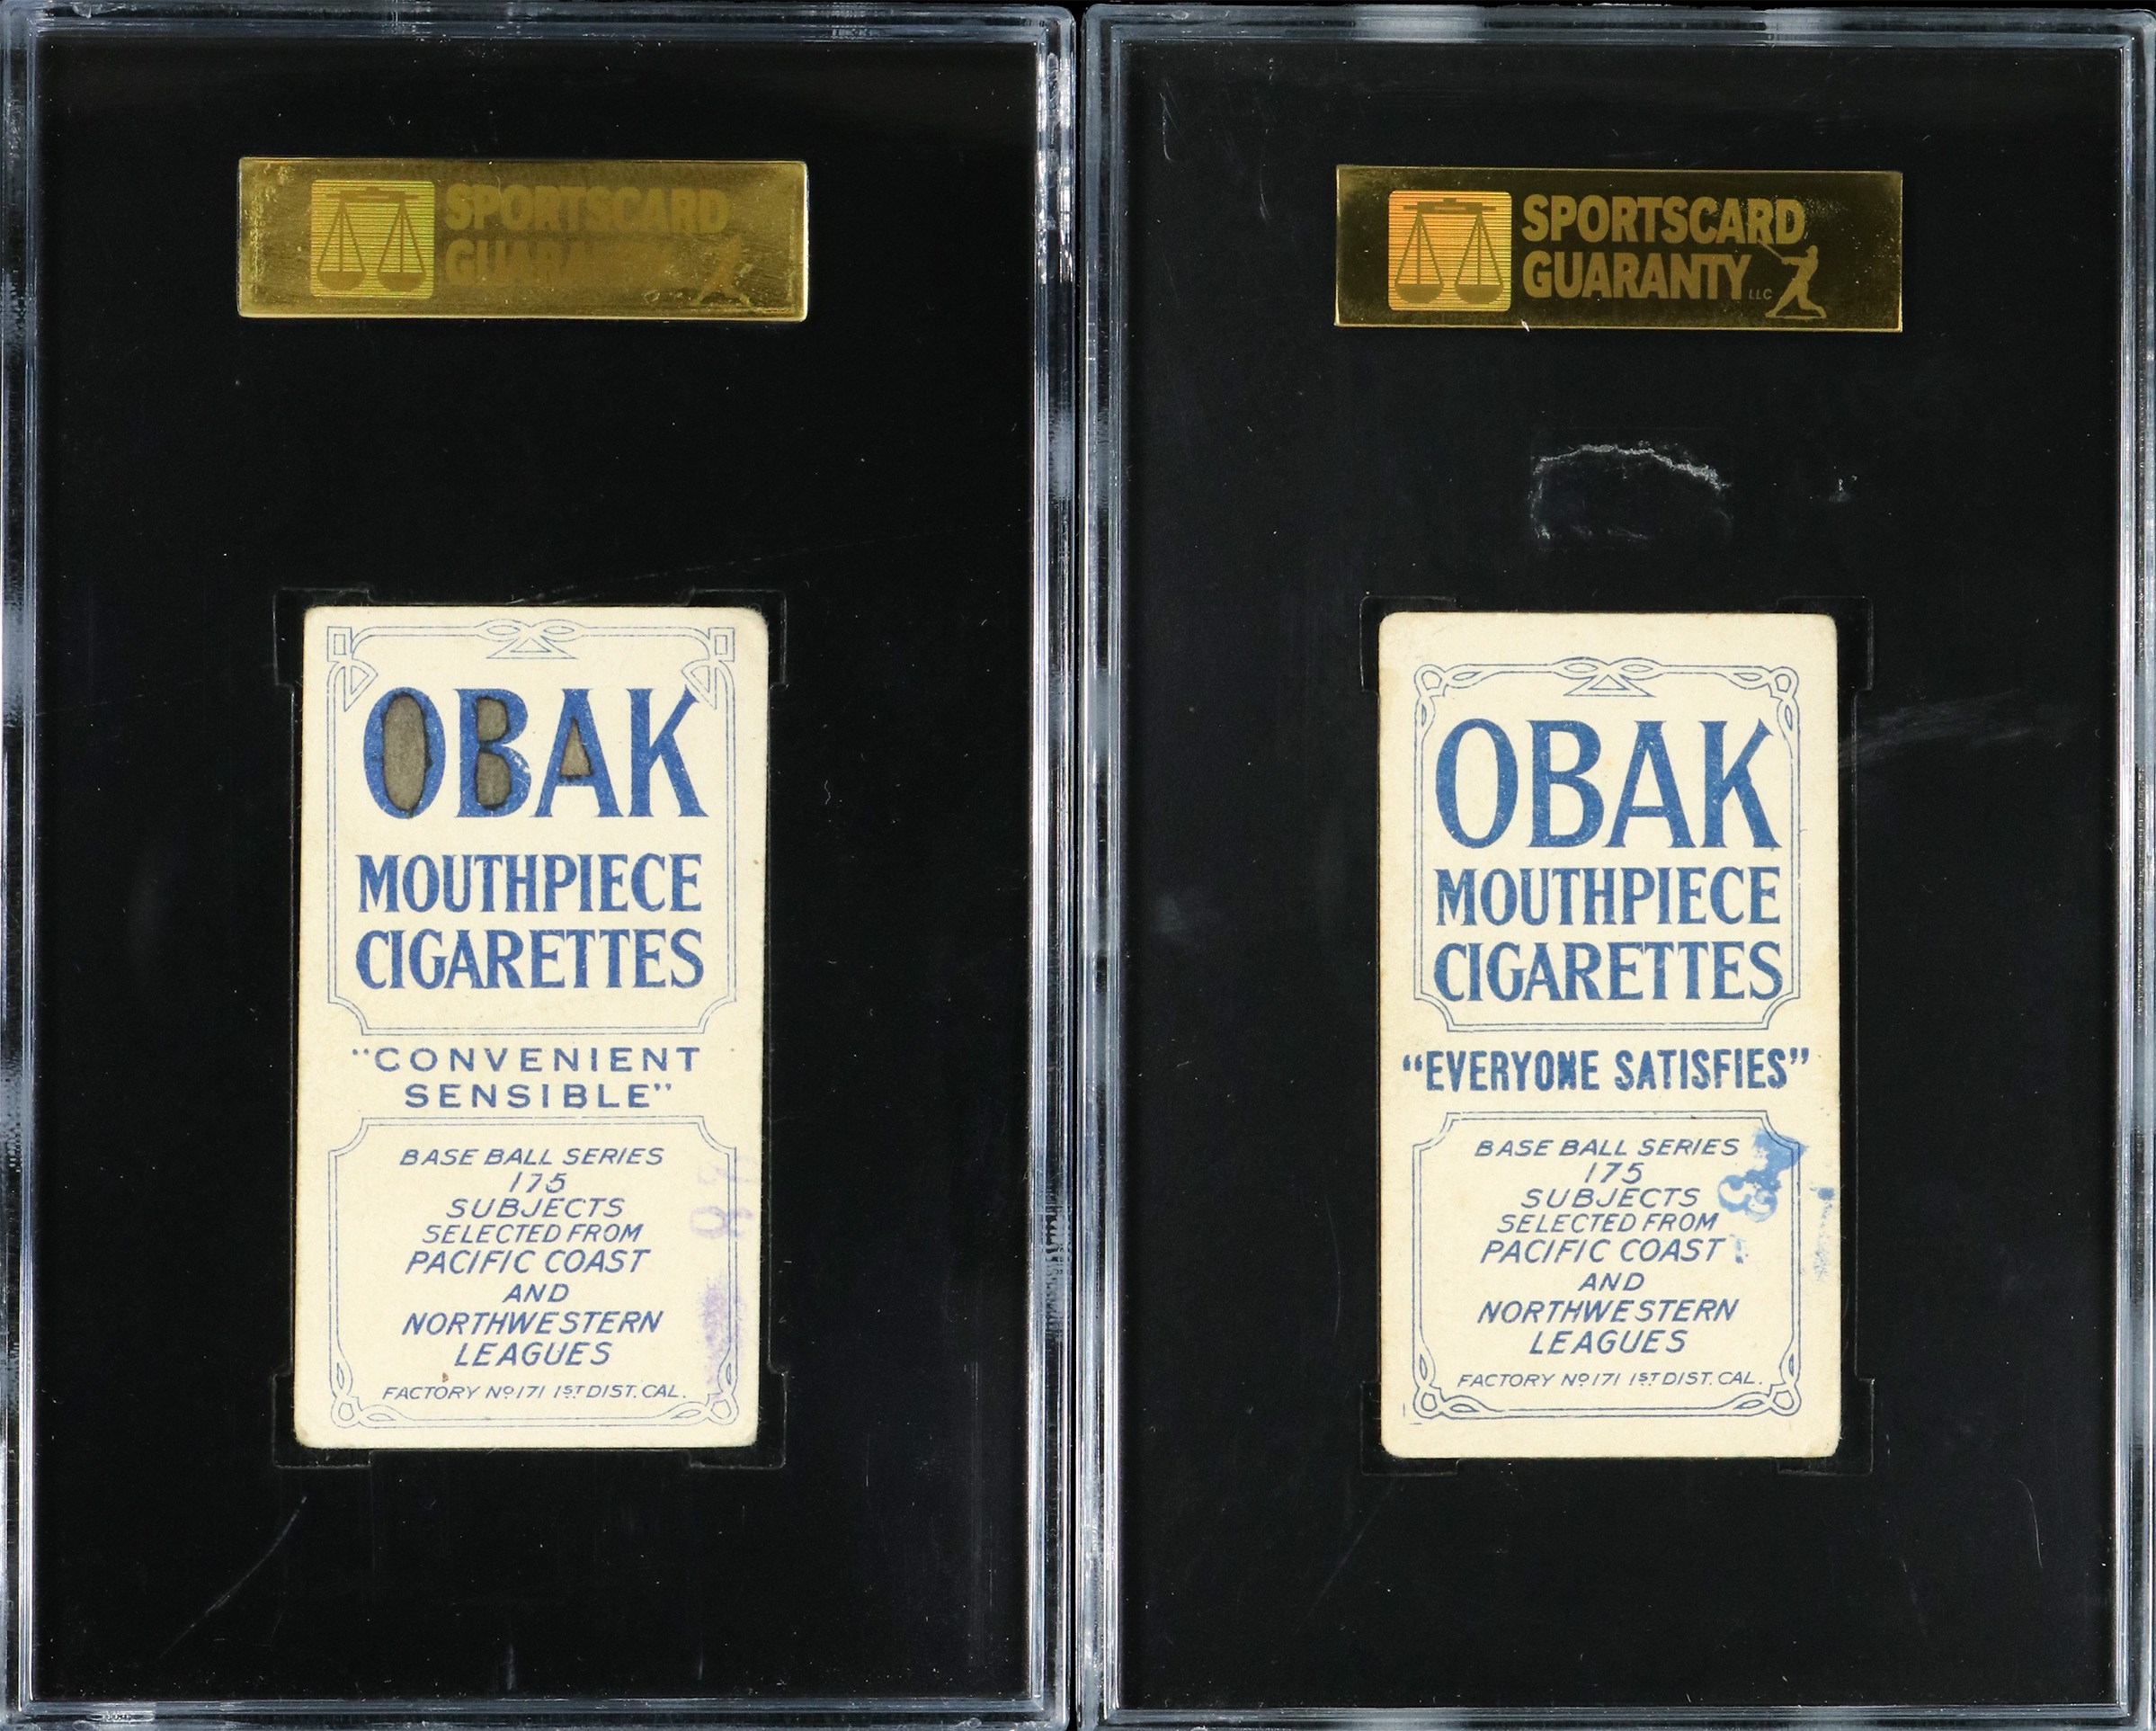 SPORTSCARD
GUARANTY
OBAK
MOUTHPIECE
CIGARETTES
"CONVENIENT
SENSIBLE"
BASE BALL SERIES
175
SUBJECTS
SELECTED FROM
PACIFIC COAST
AND
NORTHWESTERN
LEAGUES
FACTORY Nº 171 1ST DIST. CAL.
SPORTSCARD
GUARANTY LLC
OBAK
MOUTHPIECE
CIGARETTES
"EVERYONE SATISFIES"
BASE BALL SERIES
175
SUBJECTS
SELECTED FROM
PACIFIC COAST
AND
NORTHWESTERN
LEAGUES
FACTORY Nº 171 1ST DIST. CAL.